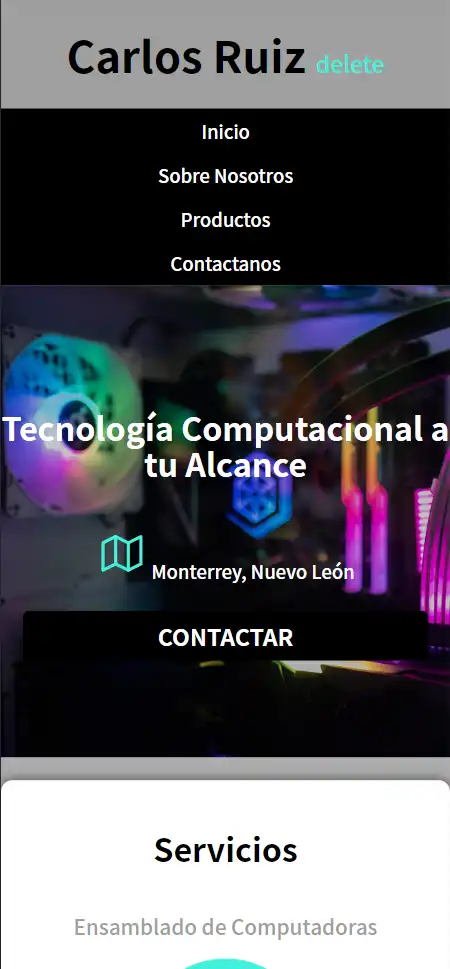 Carlos Ruiz delete
Inicio
Sobre Nosotros
Productos
Contactanos
Tecnología Computacional a
tu Alcance
Monterrey, Nuevo León
CONTACTAR
Servicios
Ensamblado de Computadoras